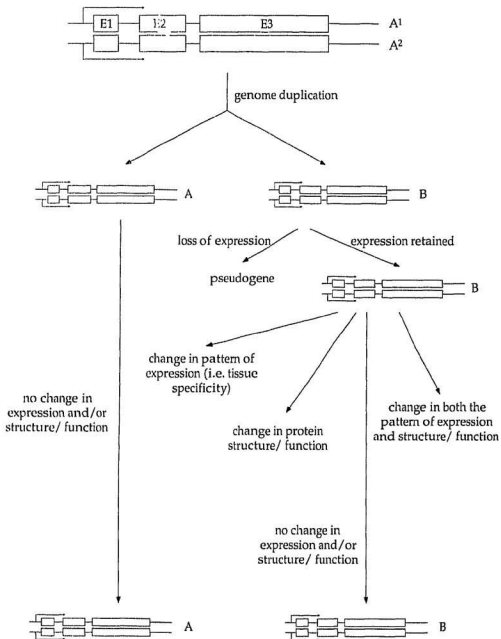 E1 E2 E3 A¹
A²
genome duplication
A
B
loss of expression
expression retained
pseudogene
B
change in pattern of
expression (i.e. tissue
specificity)
no change in
expression and/or
structure/ function
change in protein
structure/ function
change in both the
pattern of expression
and structure/ function
no change in
expression and/or
structure/ function
A
B